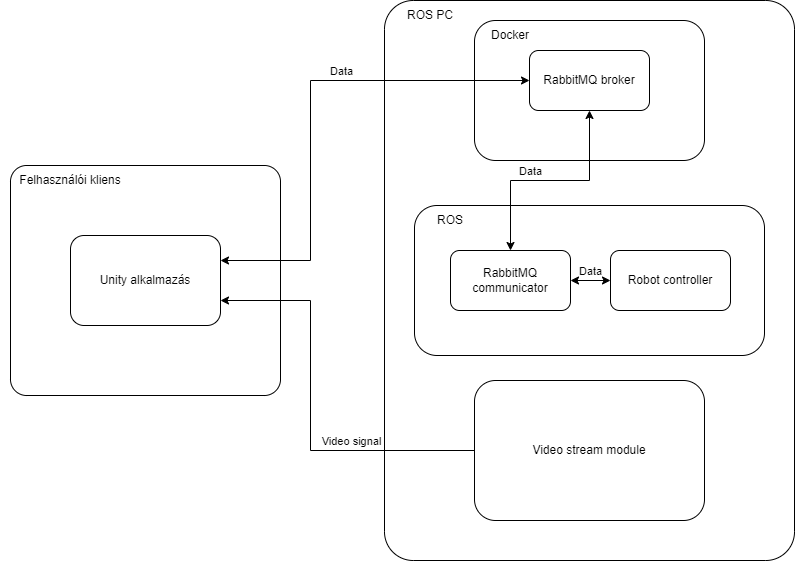 ROS PC
Docker
RabbitMQ broker
Data
Data
Felhasználói kliens
Unity alkalmazás
ROS
RabbitMQ
communicator
Data
Robot controller
Video signal
Video stream module